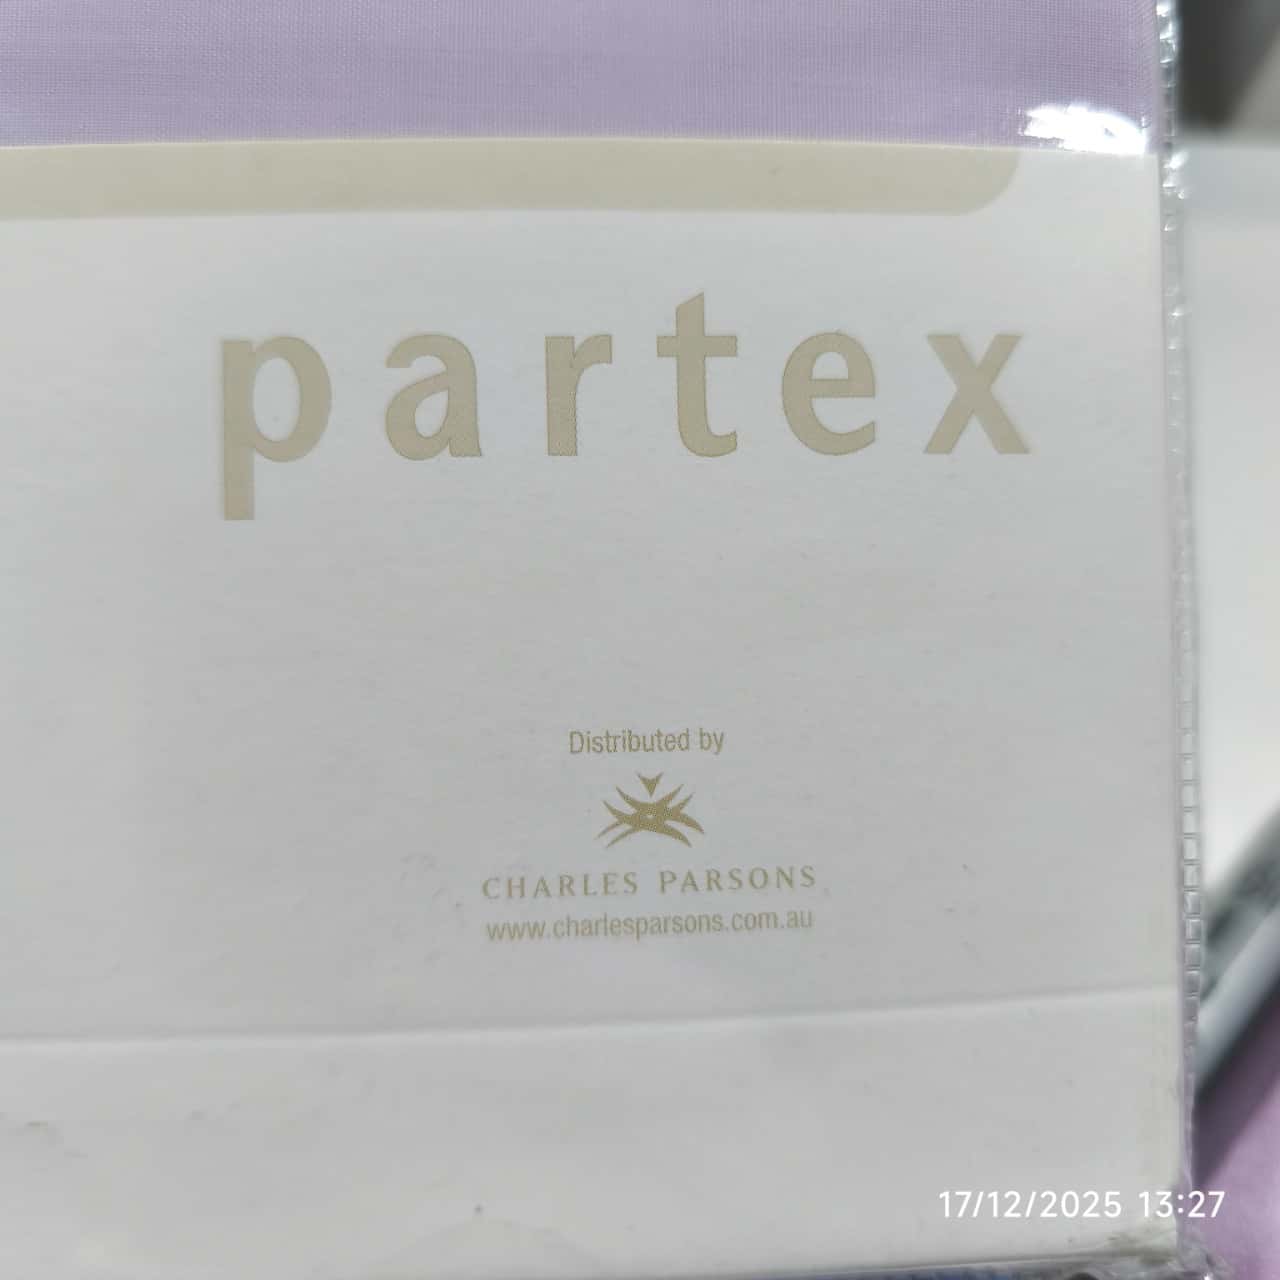 partex
Distributed by
CHARLES PARSONS
www.charlesparsons.com.au
17/12/2025 13:27